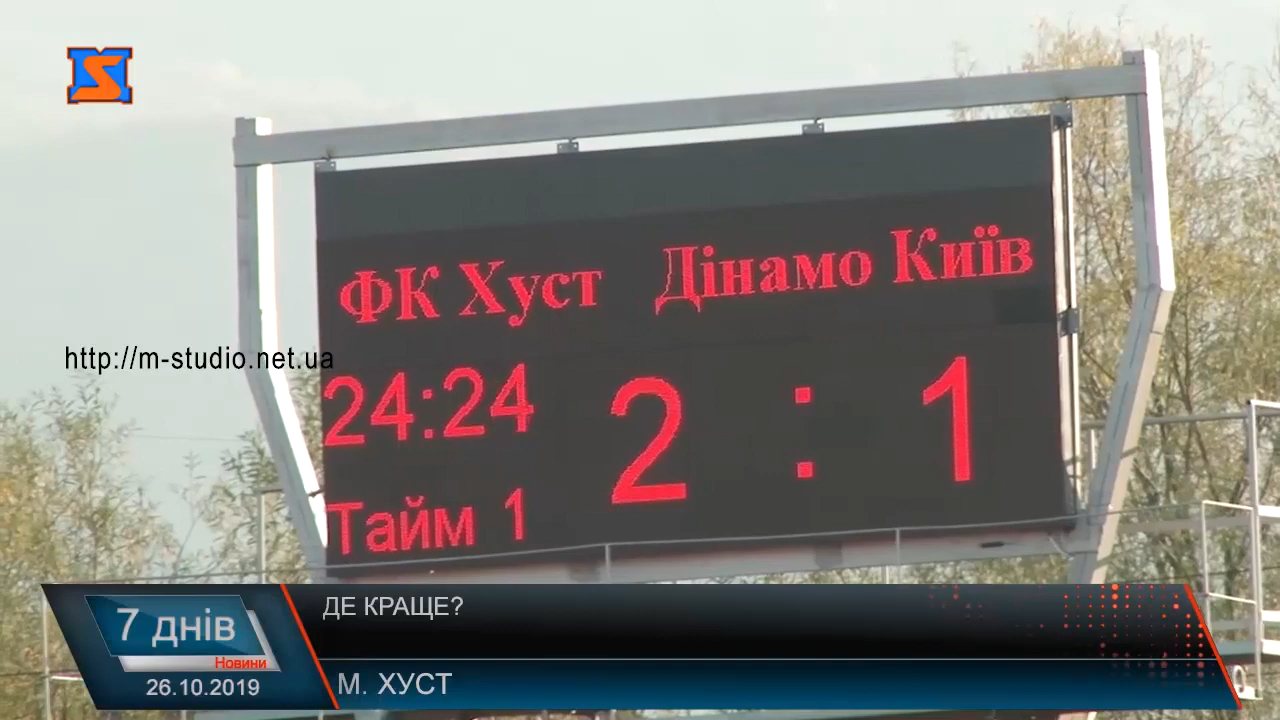 ФК Хуст Дінамо Київ
http://m-studio.net.ua
24:24 2 : 1
Тайм 1
7 днів
Новини
26.10.2019
ДЕ КРАЩЕ?
М. ХУСТ